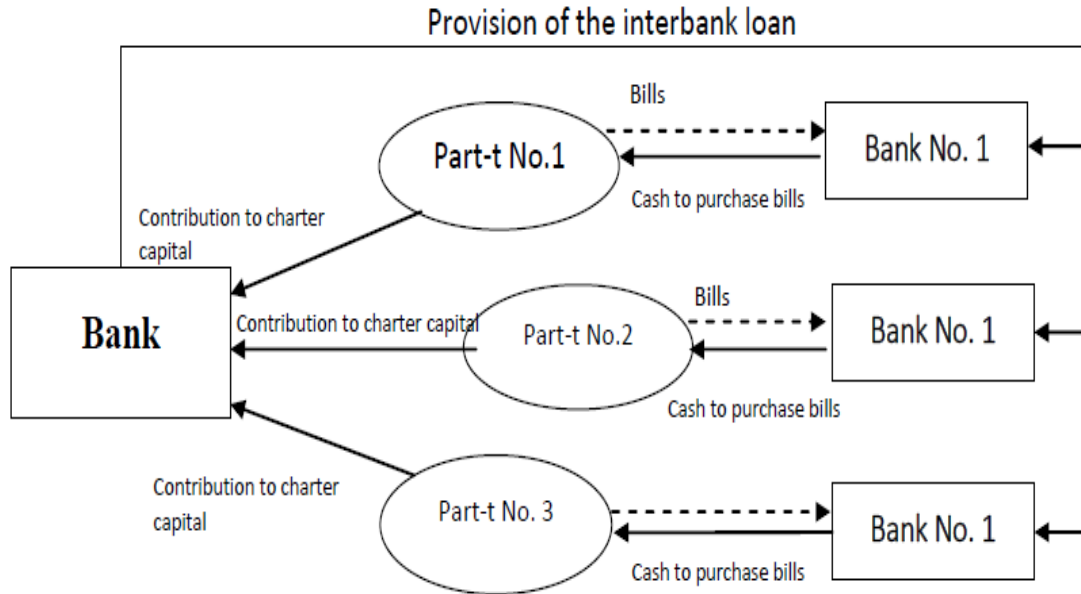 Provision of the interbank loan
Bills
Part-t No.1
Bank No. 1
Cash to purchase bills
Contribution to charter
capital
Bank
Contribution to charter capital
Bills
Part-t No.2
Bank No. 1
Cash to purchase bills
Contribution to charter
capital
Part-t No. 3
Bank No. 1
Cash to purchase bills